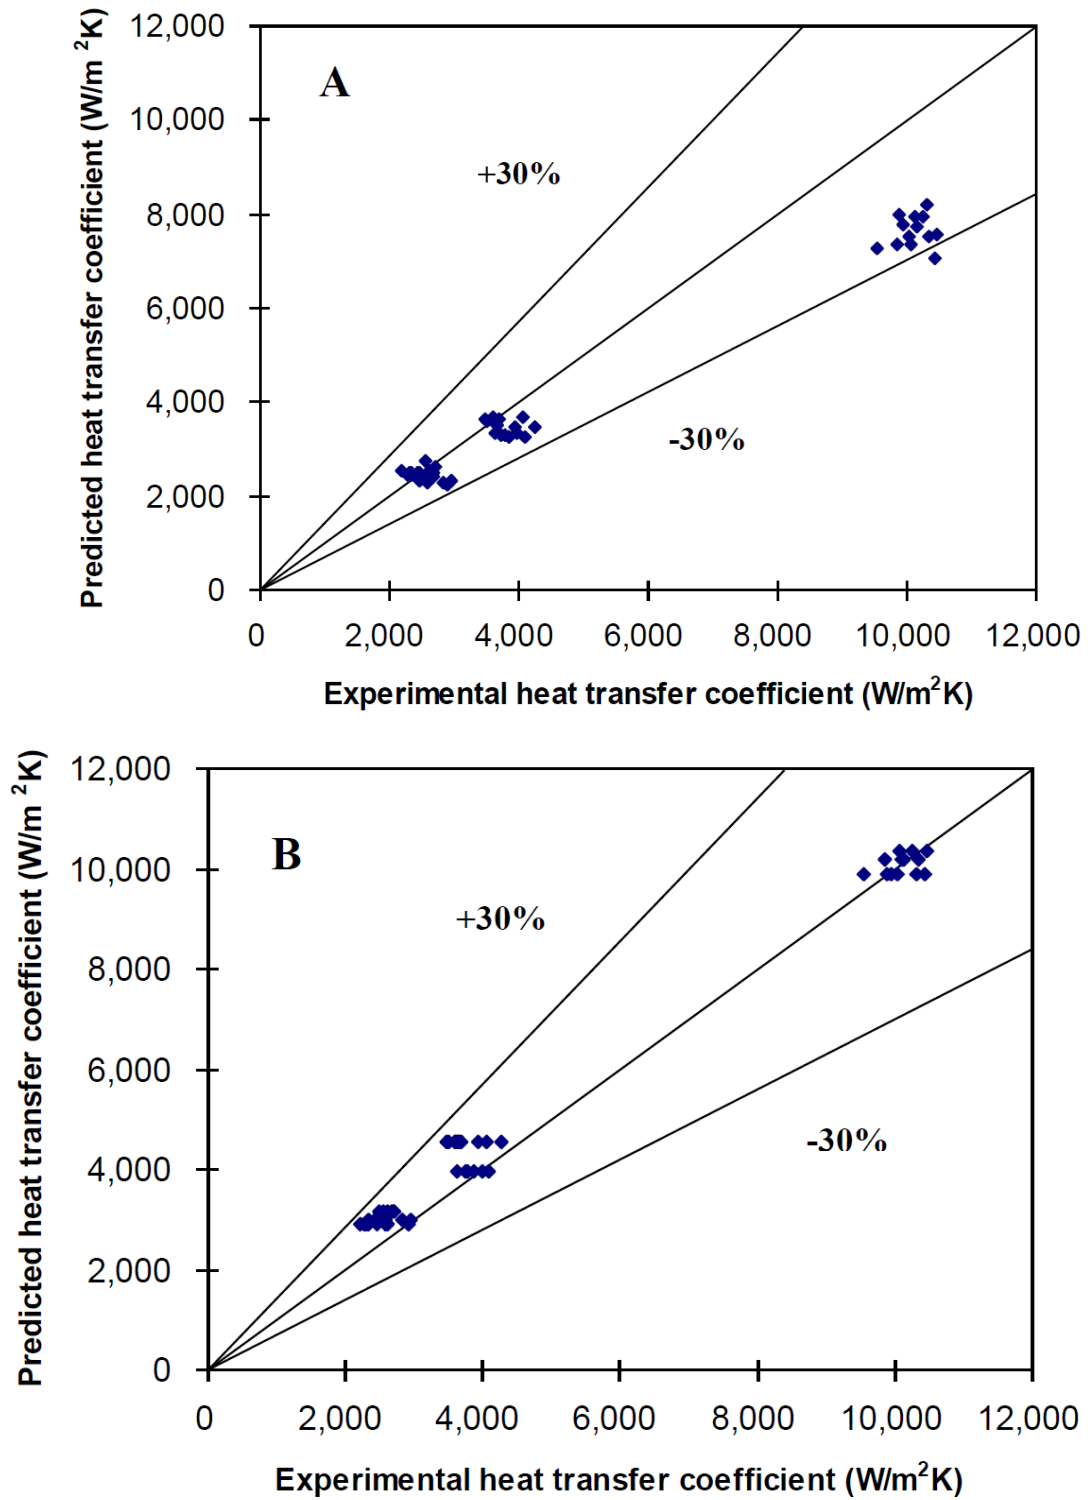 Predicted heat transfer coefficient (W/m ²K)
12,000
10,000
8,000
6,000
4,000
2,000
0
A
+30%
-30%
0 2,000 4,000 6,000 8,000 10,000 12,000
Experimental heat transfer coefficient (W/m²K)
Predicted heat transfer coefficient (W/m ²K)
12,000
10,000
8,000
6,000
4,000
2,000
0
B
+30%
-30%
0 2,000 4,000 6,000 8,000 10,000 12,000
Experimental heat transfer coefficient (W/m²K)